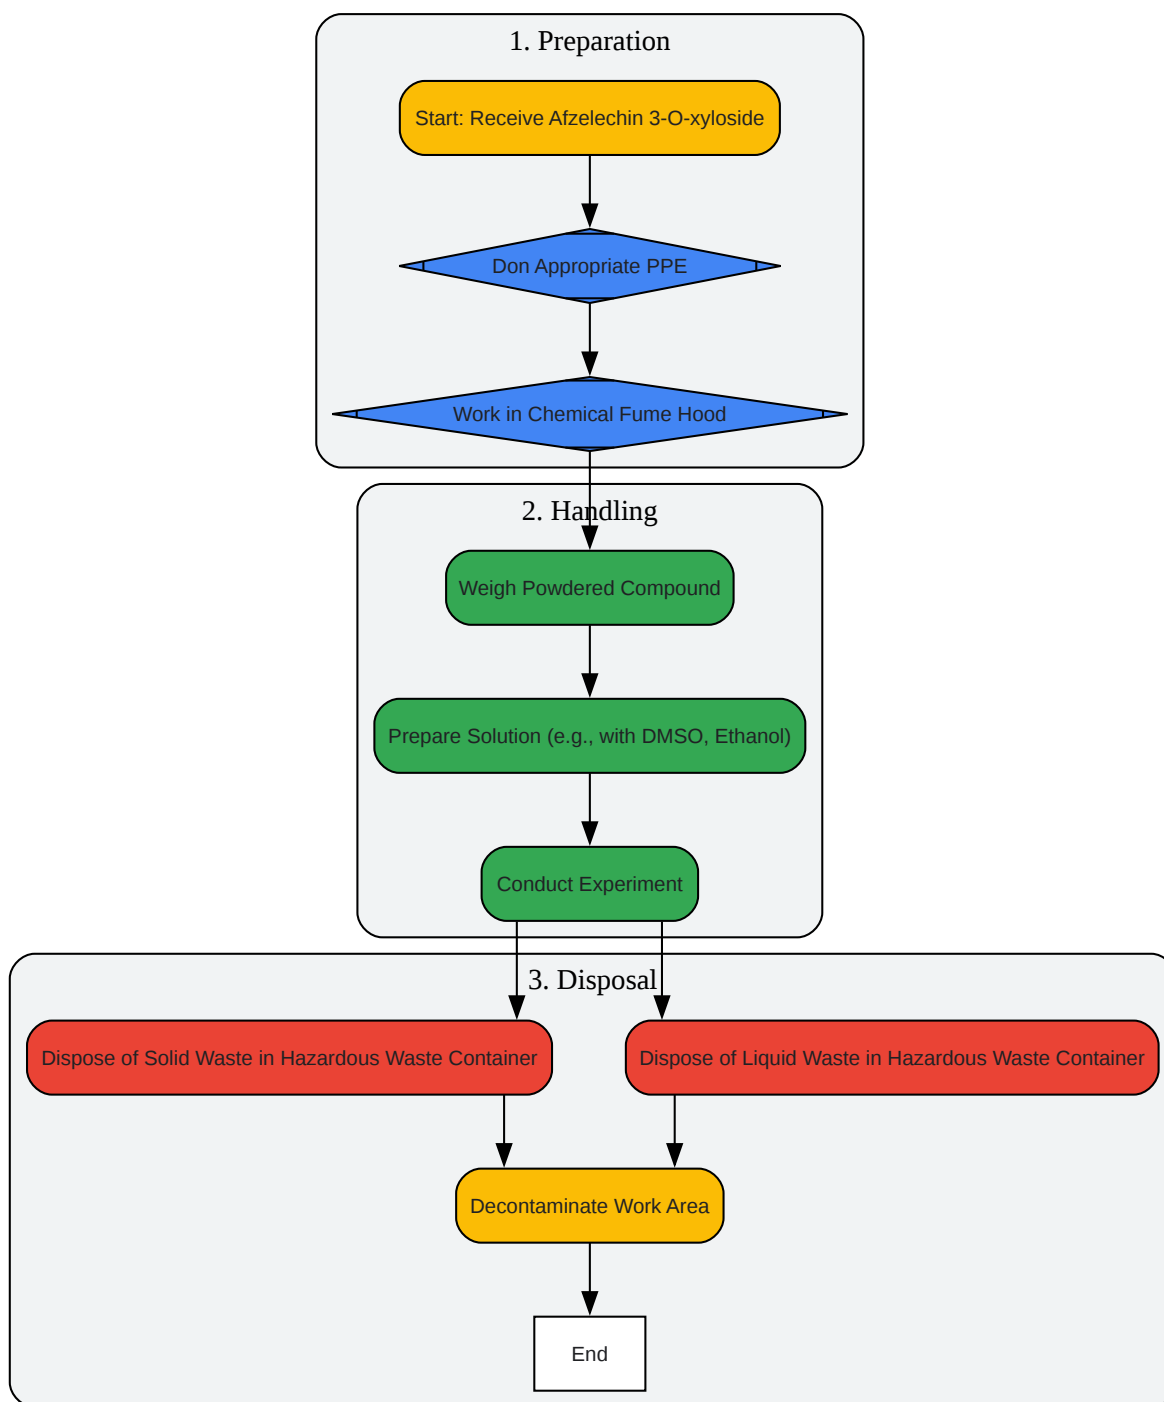 1. Preparation
Start: Receive Afzelechin 3-O-xyloside
Don Appropriate PPE
Work in Chemical Fume Hood
2. Handling
Weigh Powdered Compound
Prepare Solution (e.g., with DMSO, Ethanol)
Conduct Experiment
3. Disposal
Dispose of Solid Waste in Hazardous Waste Container
Dispose of Liquid Waste in Hazardous Waste Container
Decontaminate Work Area
End